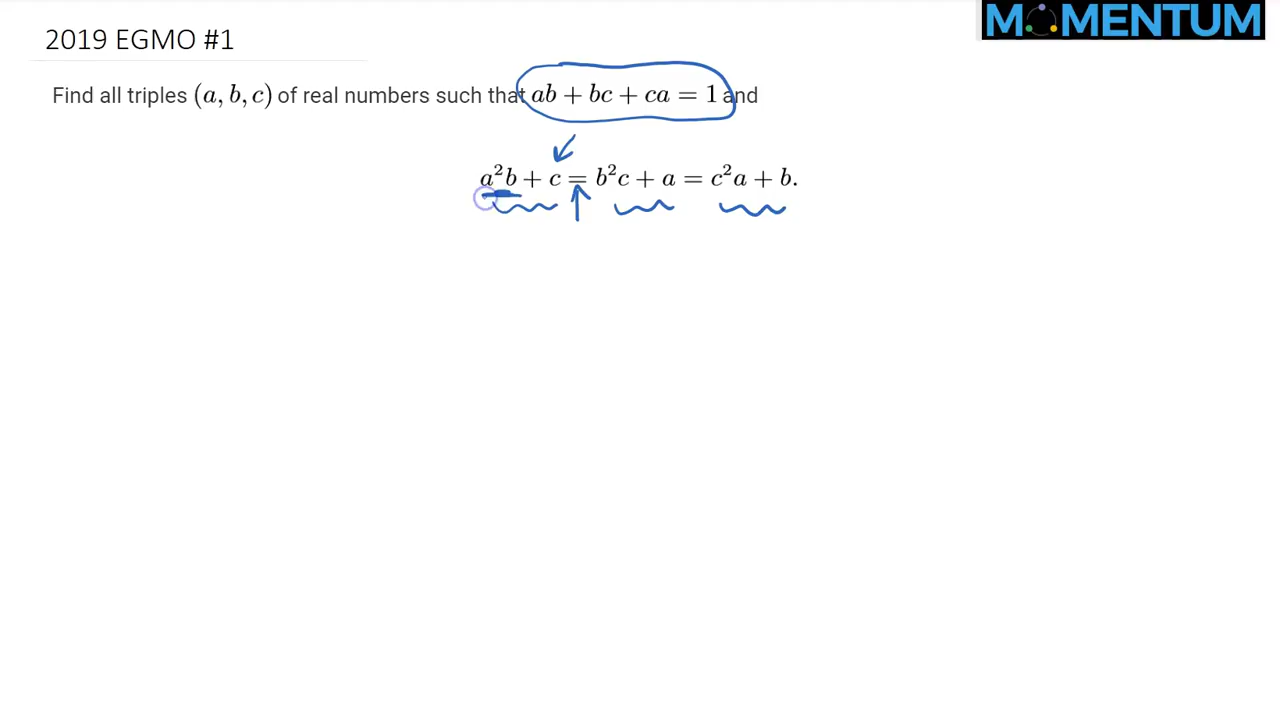 MOMENTUM
2019 EGMO #1
Find all triples (a, b, c) of real numbers such that ab + bc + ca = 1 and
a²b + c = b²c + a = c²a + b.